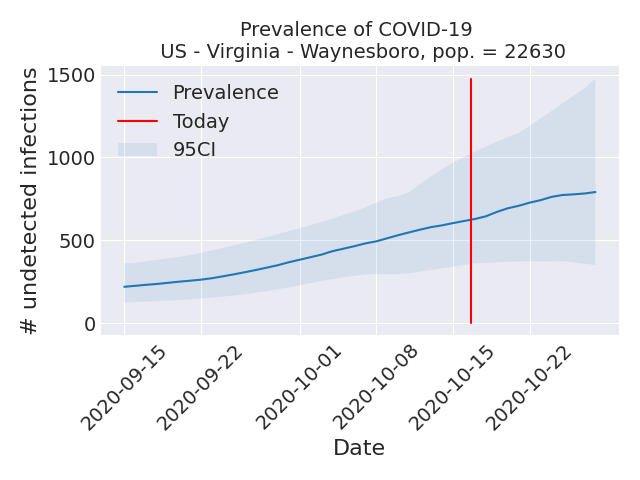 Prevalence of COVID-19
US - Virginia - Waynesboro, pop. = 22630
# undetected infections
1500
1000
500
0
Prevalence
Today
95CI
2020-09-15
2020-09-22
2020-10-01
2020-10-08
2020-10-15
2020-10-22
Date